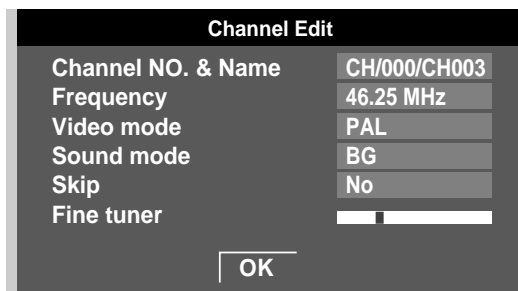 Channel Edit
Channel NO. & Name CH/000/CH003
Frequency 46.25 MHz
Video mode PAL
Sound mode BG
Skip No
Fine tuner
OK